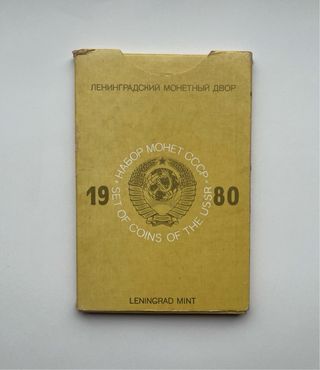 ЛЕНИНГРАДСКИЙ МОНЕТНЫЙ ДВОР
• НАБОР МОНЕТ СССР •
19 80
SET OF COINS OF THE USSR
LENINGRAD MINT